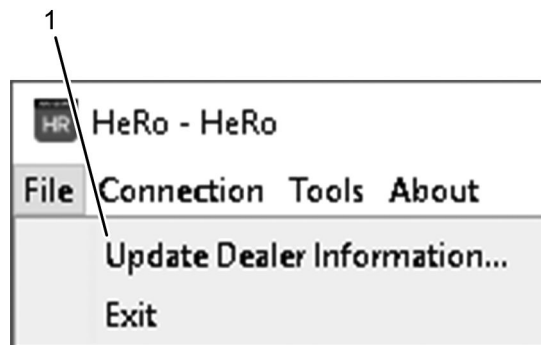 1
HR HeRo - HeRo
File Connection Tools About
Update Dealer Information...
Exit